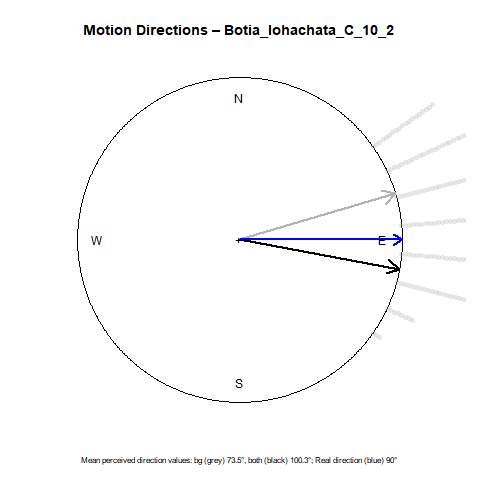 Motion Directions – Botia_lohachata_C_10_2
N
W
E
S
Mean perceived direction values: bg (grey) 73.5°, both (black) 100.3°; Real direction (blue) 90°